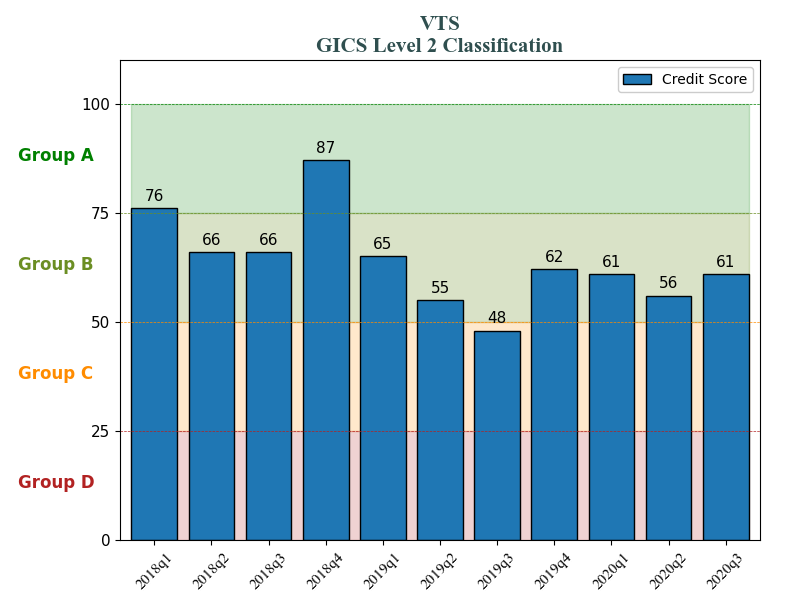 VTS
GICS Level 2 Classification
Credit Score
100
Group A
87
76
75
66
66
65
Group B
62
61
61
56
55
50
48
Group C
25
Group D
0
2018q1
2018q2
2018q3
2018q4
2019q1
2019q2
2019q3
2019q4
2020q1
2020q2
2020q3